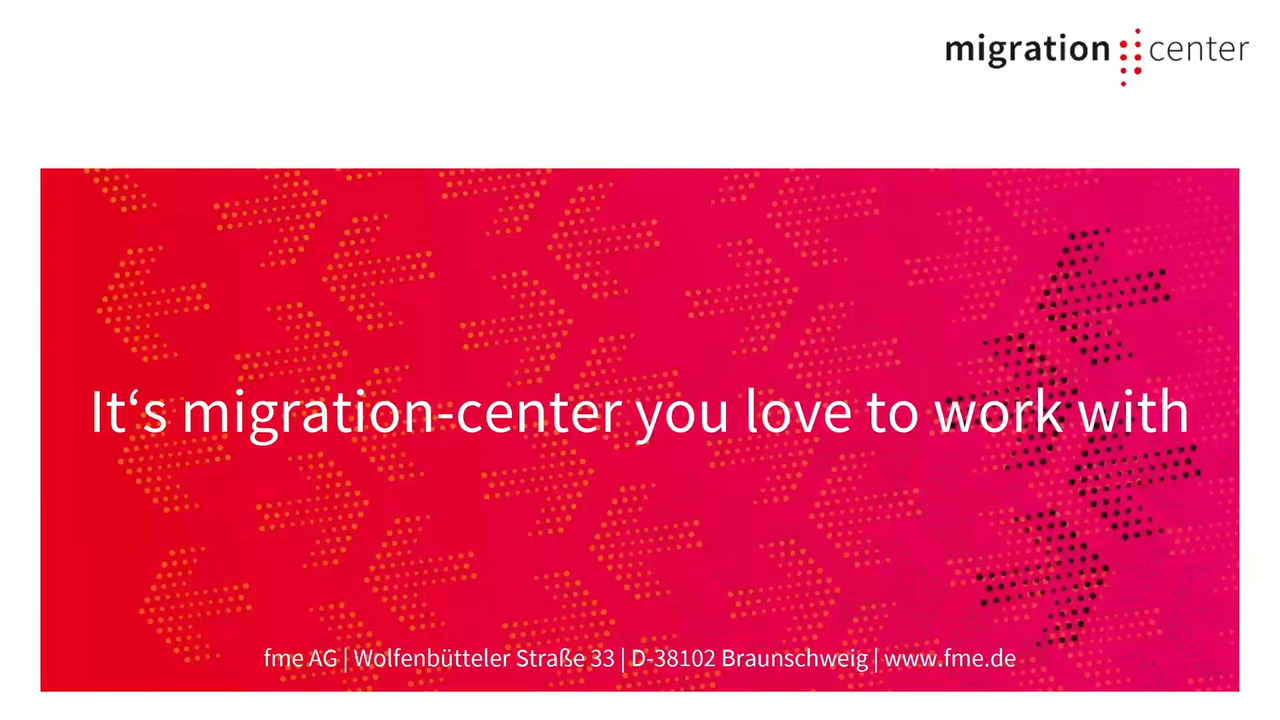 migration center
It‘s migration-center you love to work with
fme AG | Wolfenbütteler Straße 33 | D-38102 Braunschweig | www.fme.de